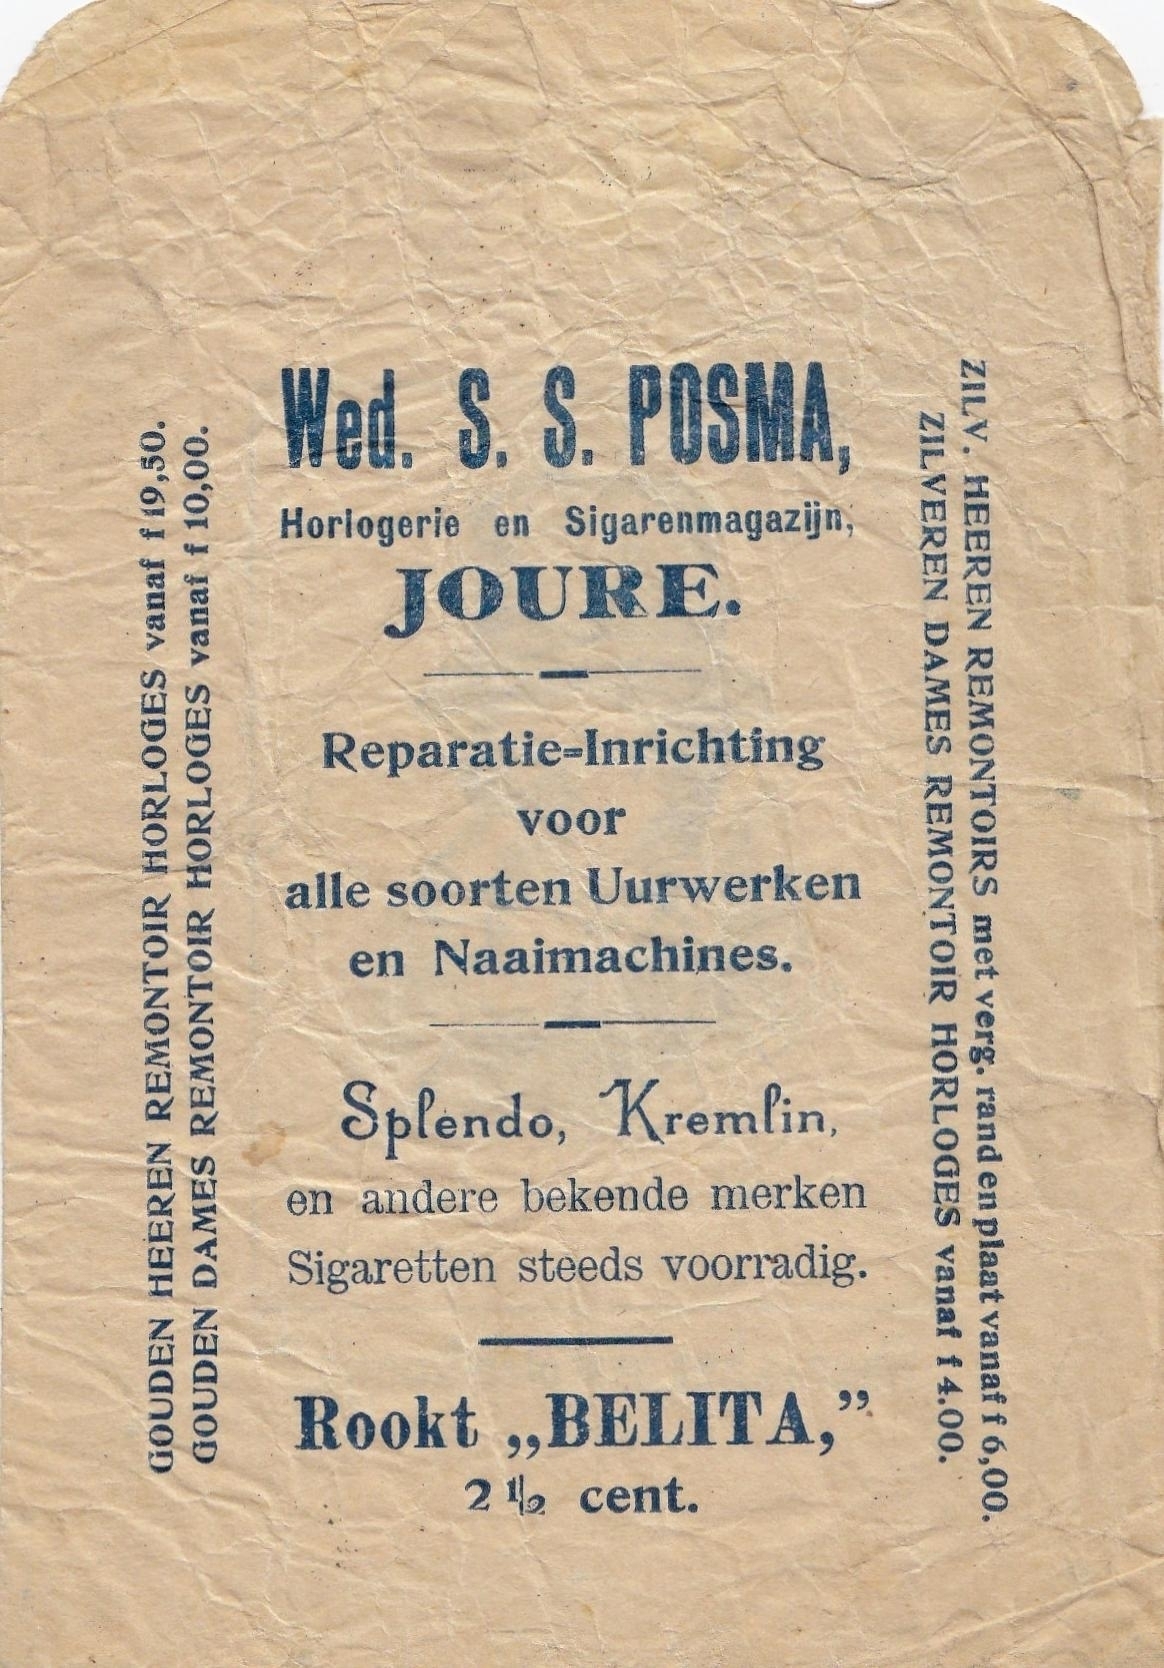 Wed. S. S. POSMA,
Horlogerie en Sigarenmagazijn,
JOURE.
Reparatie=Inrichting
voor
alle soorten Uurwerken
en Naaimachines.
Splendo, Kremlin,
en andere bekende merken
Sigaretten steeds voorradig.
Rookt „BELITA,”
2 1/2 cent.
GOUDEN HEEREN REMONTOIR HORLOGES vanaf f 19,50.
GOUDEN DAMES REMONTOIR HORLOGES vanaf f 10,00.
ZILV. HEEREN REMONTOIRS met verg. rand en plaat vanaf f 6,00.
ZILVEREN DAMES REMONTOIR HORLOGES vanaf f 4.00.